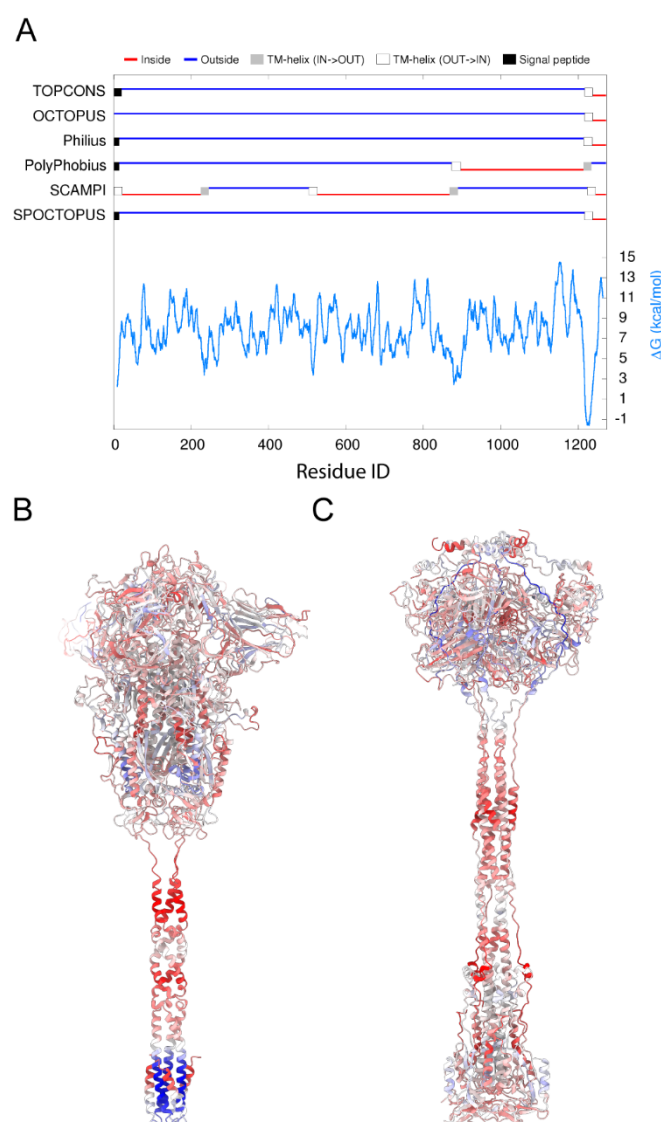 A
Inside Outside TM-helix (IN->OUT) TM-helix (OUT->IN) Signal peptide
TOPCONS
OCTOPUS
Philius
PolyPhobius
SCAMPI
SPOCTOPUS
15
13
11
9
7
5
3
1
-1
ΔG (kcal/mol)
0 200 400 600 800 1000 1200
Residue ID
B C